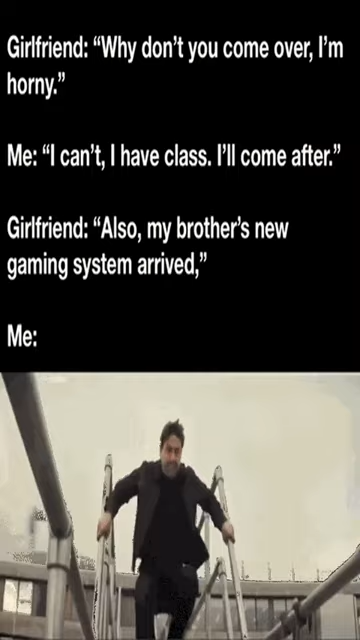 Girlfriend: “Why don’t you come over, I’m
horny.”
Me: “I can’t, I have class. I’ll come after.”
Girlfriend: “Also, my brother’s new
gaming system arrived,”
Me: